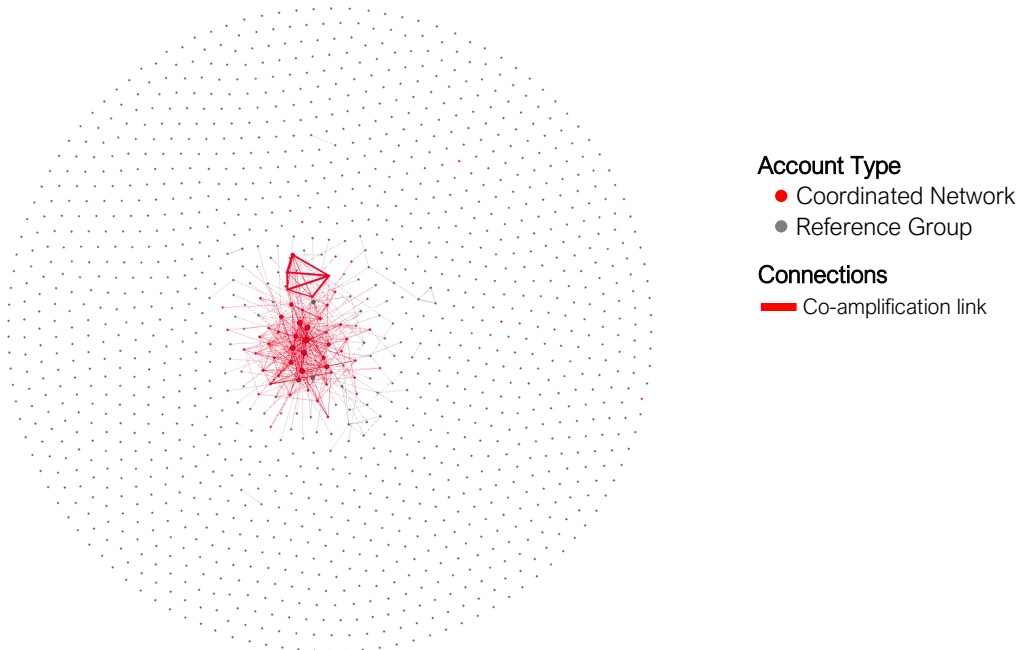 Account Type
Coordinated Network
Reference Group
Connections
Co-amplification link